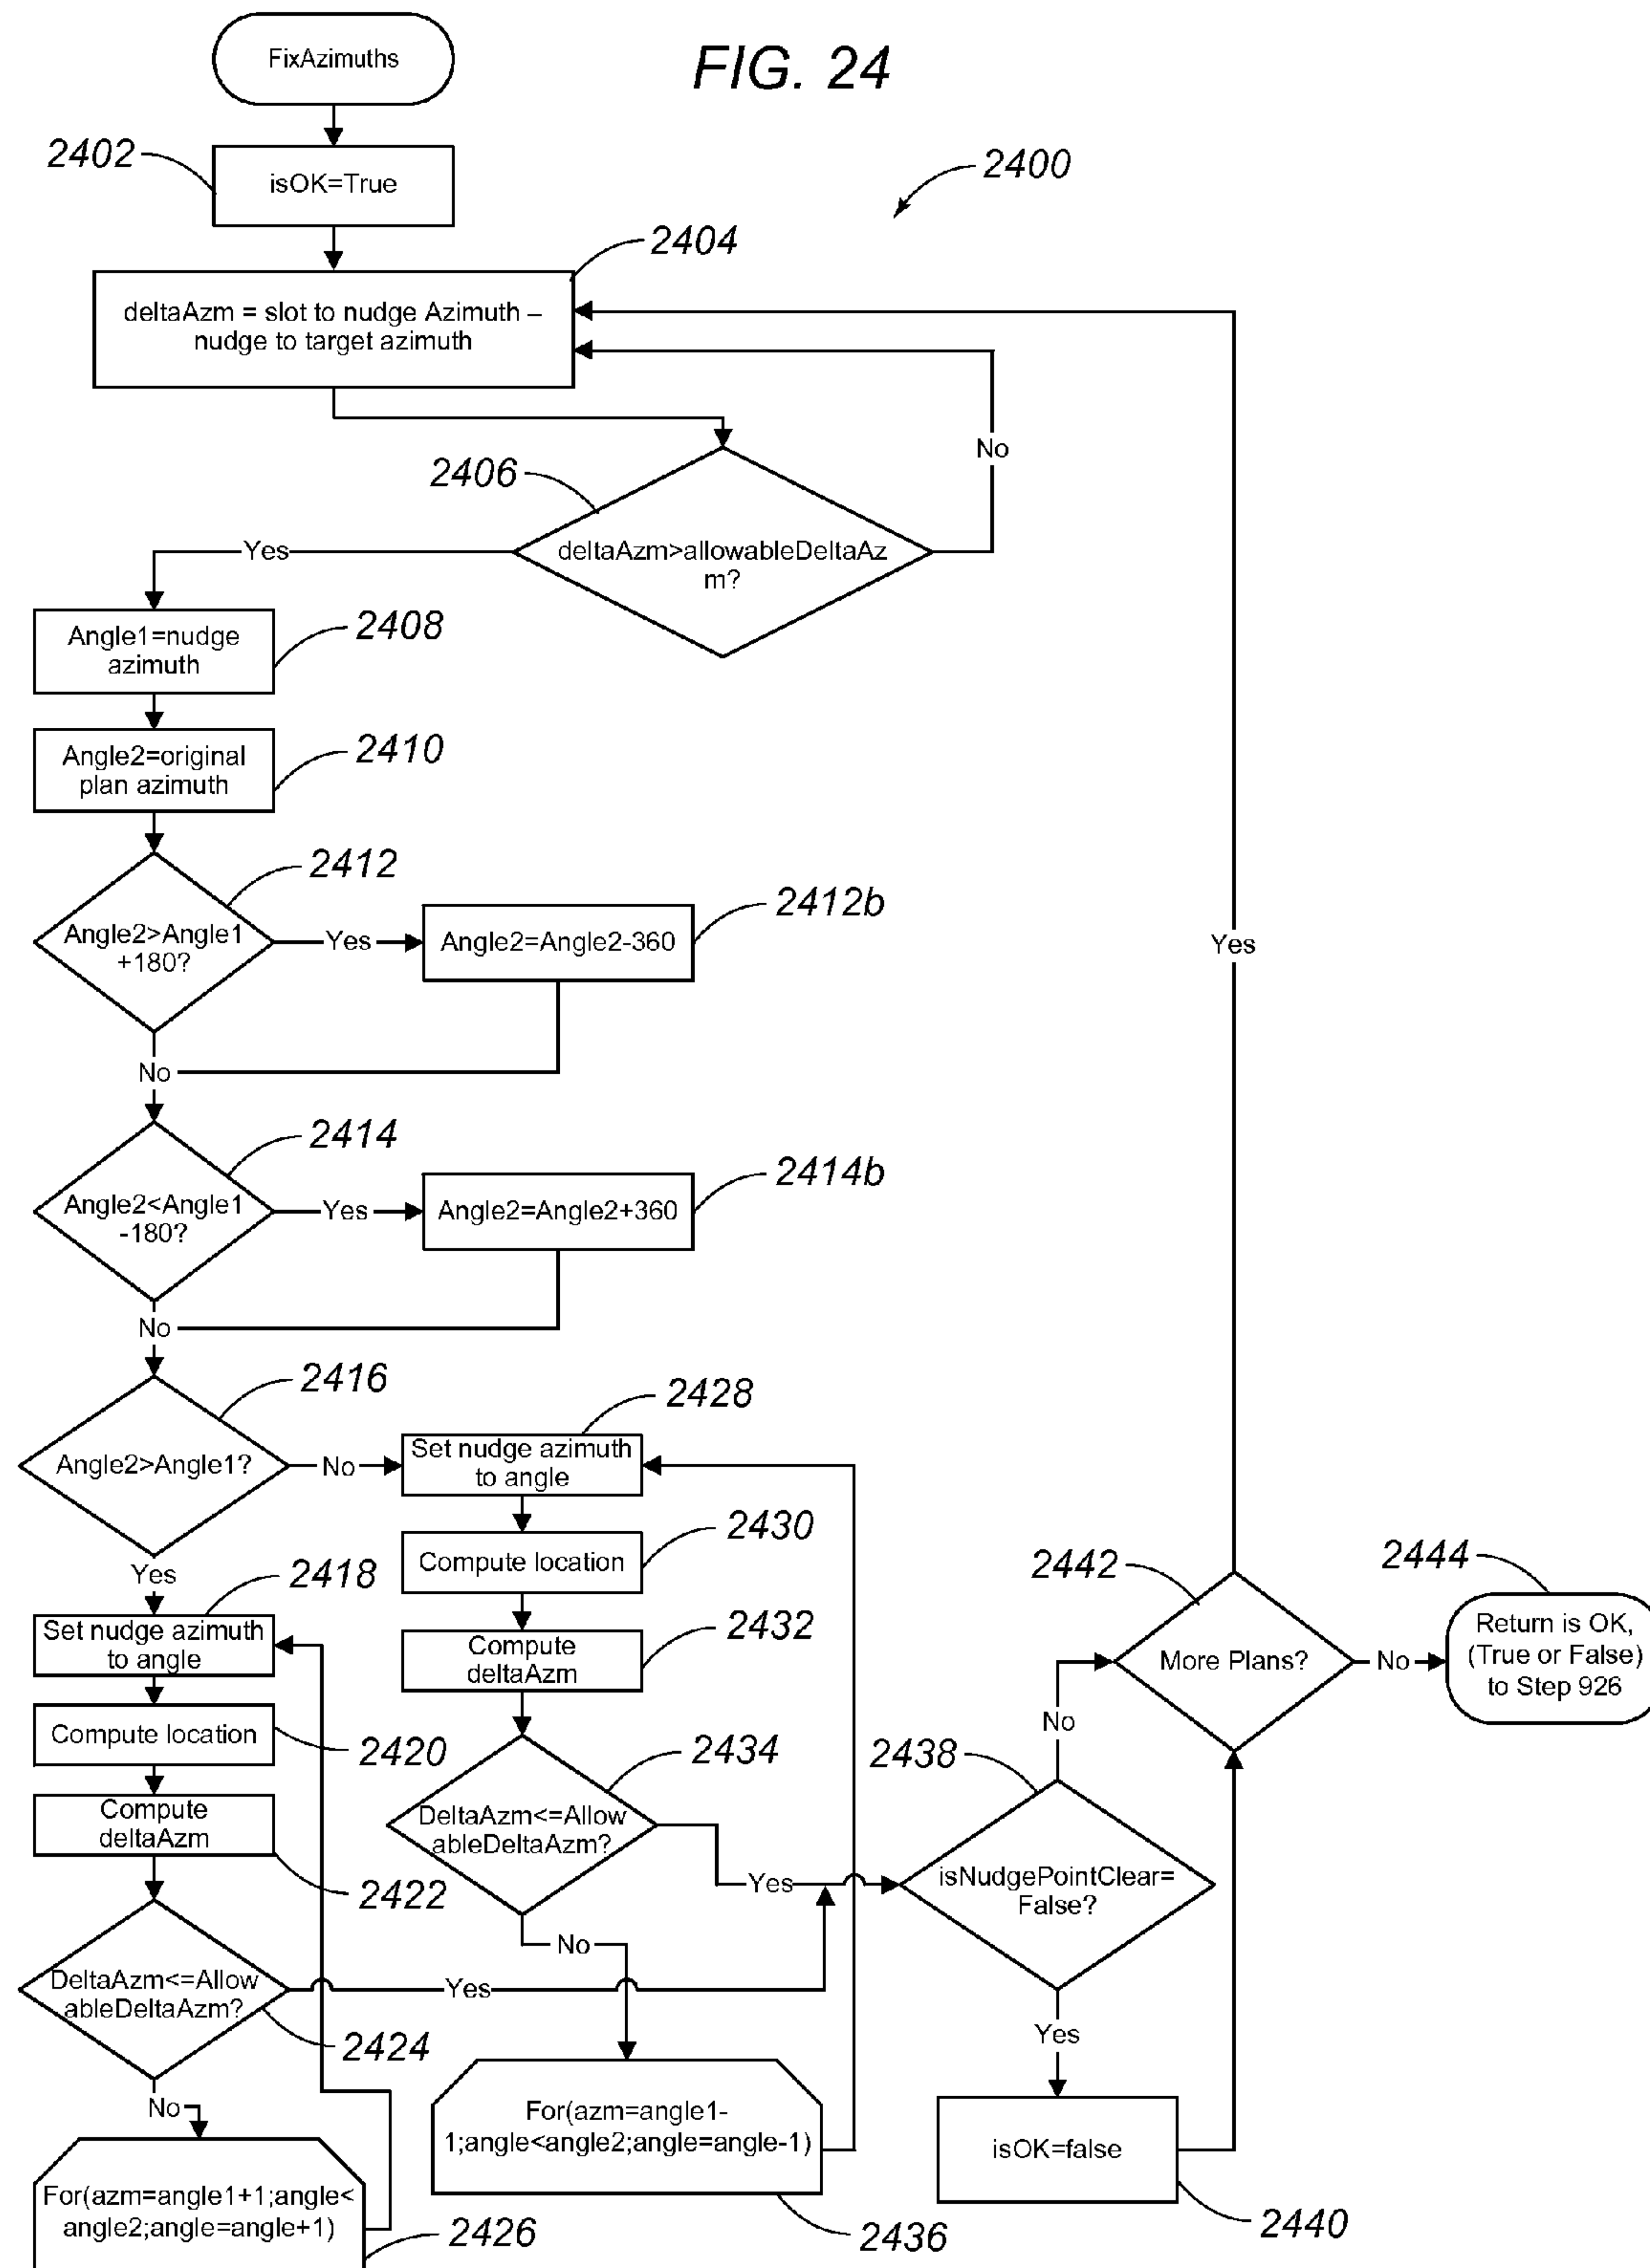 FixAzimuths
FIG. 24
2402
isOK=True
2400
2404
deltaAzm = slot to nudge Azimuth –
nudge to target azimuth
No
2406
deltaAzm>allowableDeltaAz
m?
Yes
Angle1=nudge
azimuth
2408
Angle2=original
plan azimuth
2410
2412
Angle2>Angle1
+180?
Yes
Angle2=Angle2-360
2412b
No
2414
Angle2<Angle1
-180?
Yes
Angle2=Angle2+360
2414b
No
Yes
2416
Angle2>Angle1?
No
2428
Set nudge azimuth
to angle
2430
Compute location
2432
Compute
deltaAzm
2434
DeltaAzm<=Allow
ableDeltaAzm?
Yes
No
Yes
2418
Set nudge azimuth
to angle
Compute location
2420
Compute
deltaAzm
2422
DeltaAzm<=Allow
ableDeltaAzm?
Yes
2424
No
For(azm=angle1+1;angle<
angle2;angle=angle+1)
2426
For(azm=angle1-
1;angle<angle2;angle=angle-1)
2436
2438
isNudgePointClear=
False?
No
Yes
isOK=false
2440
2442
More Plans?
No
2444
Return is OK,
(True or False)
to Step 926